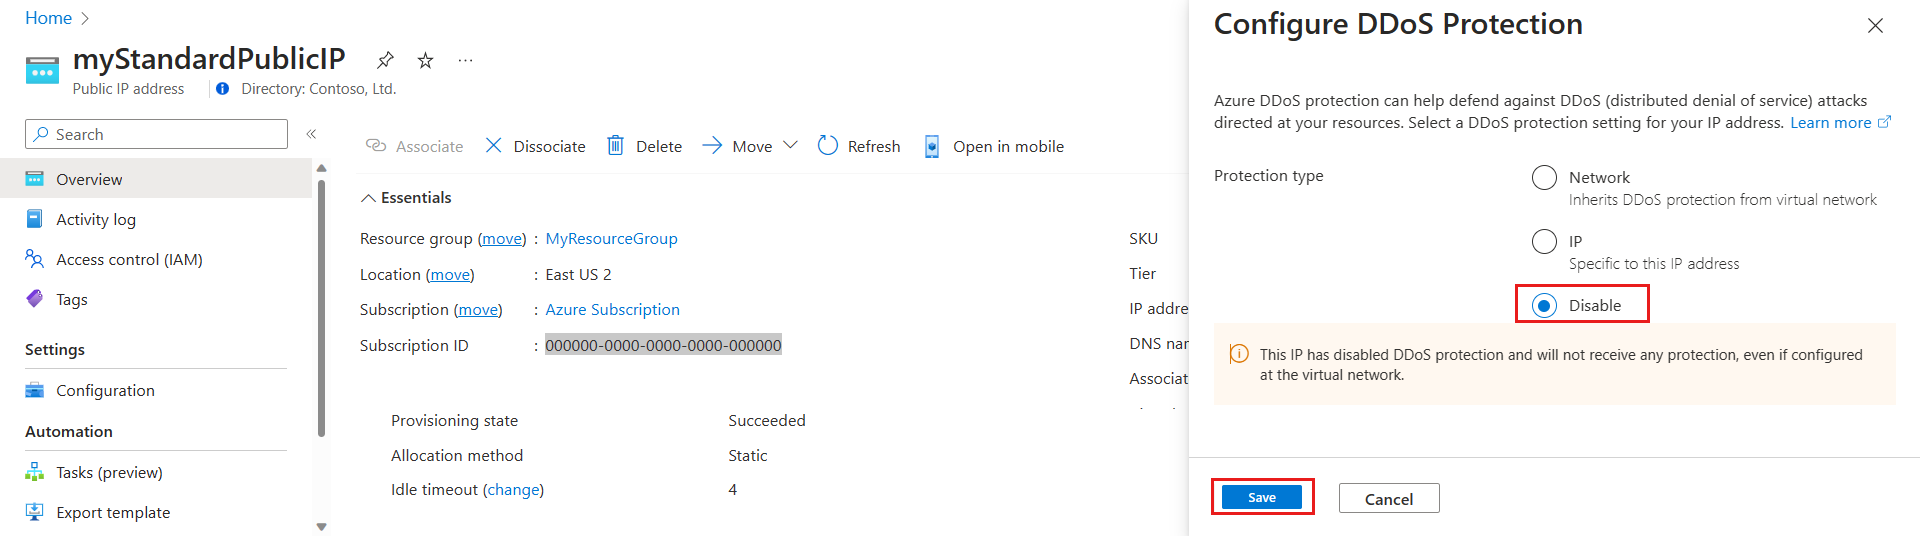 Home
myStandardPublicIP
Public IP address
Directory: Contoso, Ltd.
Search
Overview
Activity log
Access control (IAM)
Tags
Settings
Configuration
Automation
Tasks (preview)
Export template
Associate
Dissociate
Delete
Move
Refresh
Open in mobile
Essentials
Resource group (move) : MyResourceGroup
Location (move) : East US 2
Subscription (move) : Azure Subscription
Subscription ID : 000000-0000-0000-0000-000000
SKU
Tier
IP addre
DNS nar
Associat
Provisioning state Succeeded
Allocation method Static
Idle timeout (change) 4
Configure DDoS Protection
Azure DDoS protection can help defend against DDoS (distributed denial of service) attacks
directed at your resources. Select a DDoS protection setting for your IP address. Learn more
Protection type
Network
Inherits DDoS protection from virtual network
IP
Specific to this IP address
Disable
This IP has disabled DDoS protection and will not receive any protection, even if configured
at the virtual network.
Save
Cancel